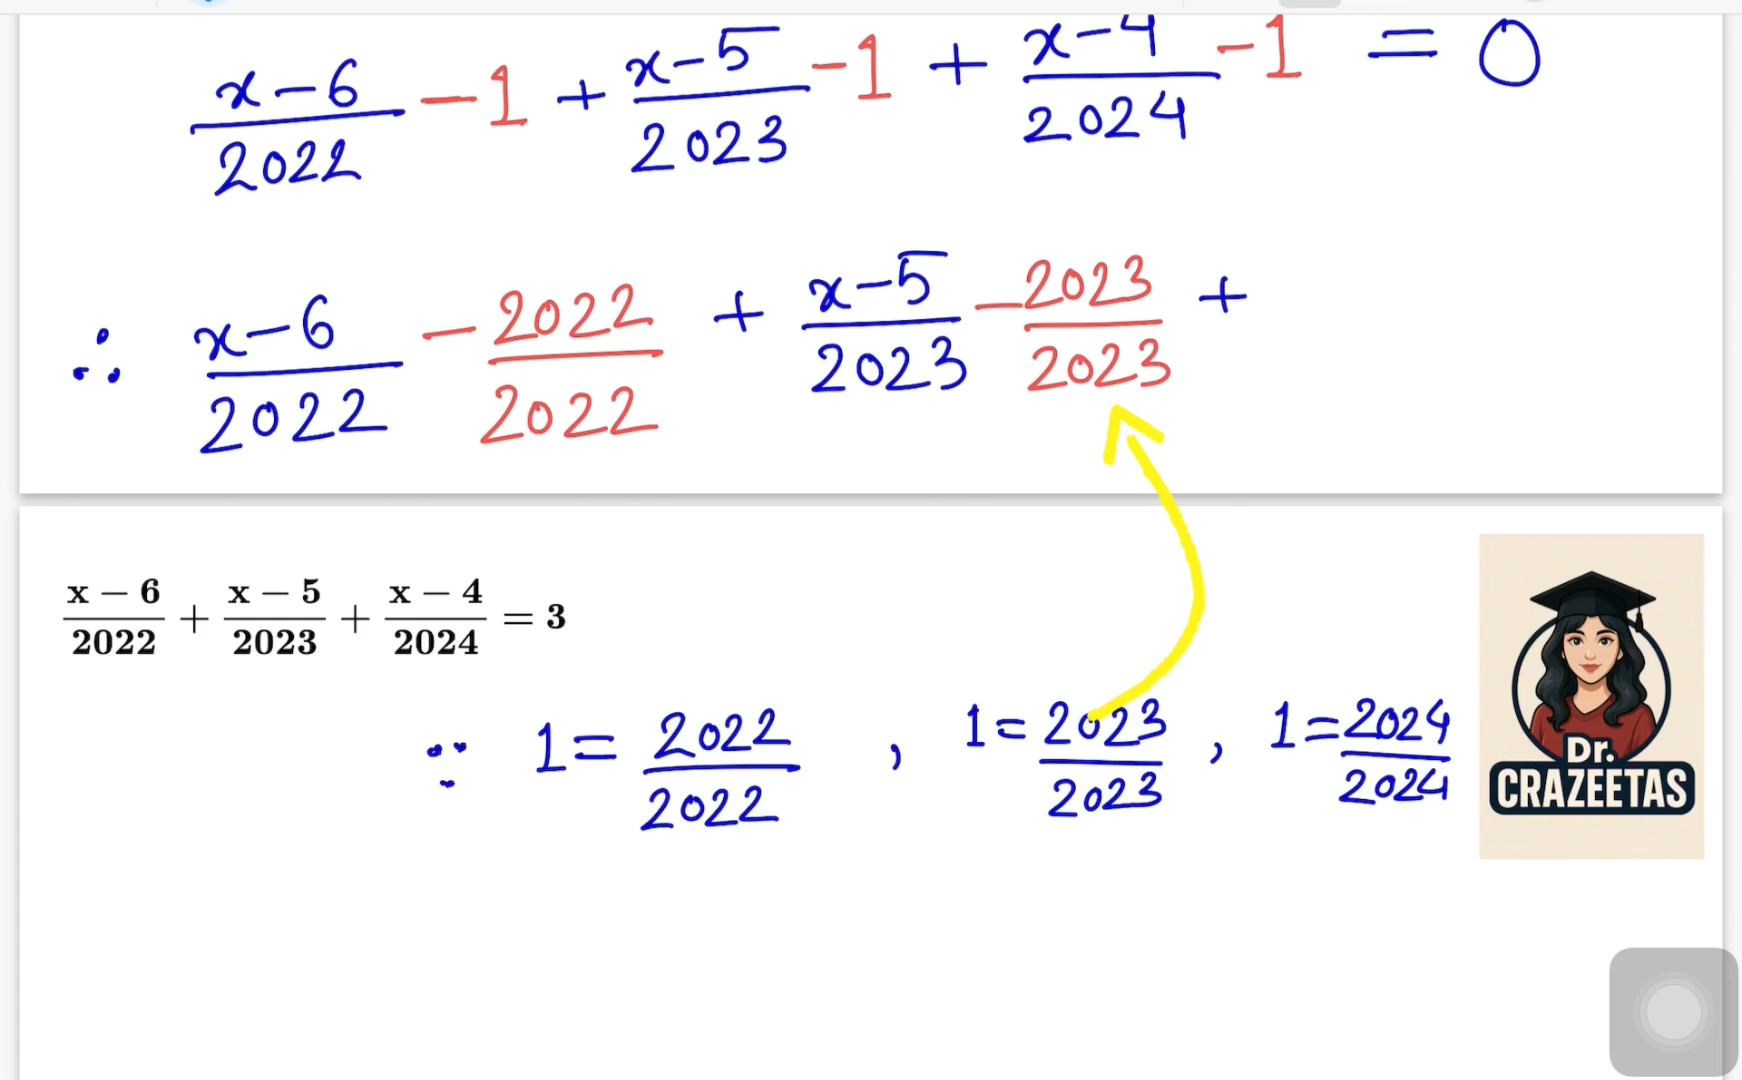 x-6/2022 -1 + x-5/2023 -1 + x-4/2024 -1 = 0
∴ x-6/2022 - 2022/2022 + x-5/2023 - 2023/2023 +
x − 6/2022 + x − 5/2023 + x − 4/2024 = 3
∵ 1 = 2022/2022 , 1 = 2023/2023 , 1 = 2024/2024
Dr.
CRAZEETAS